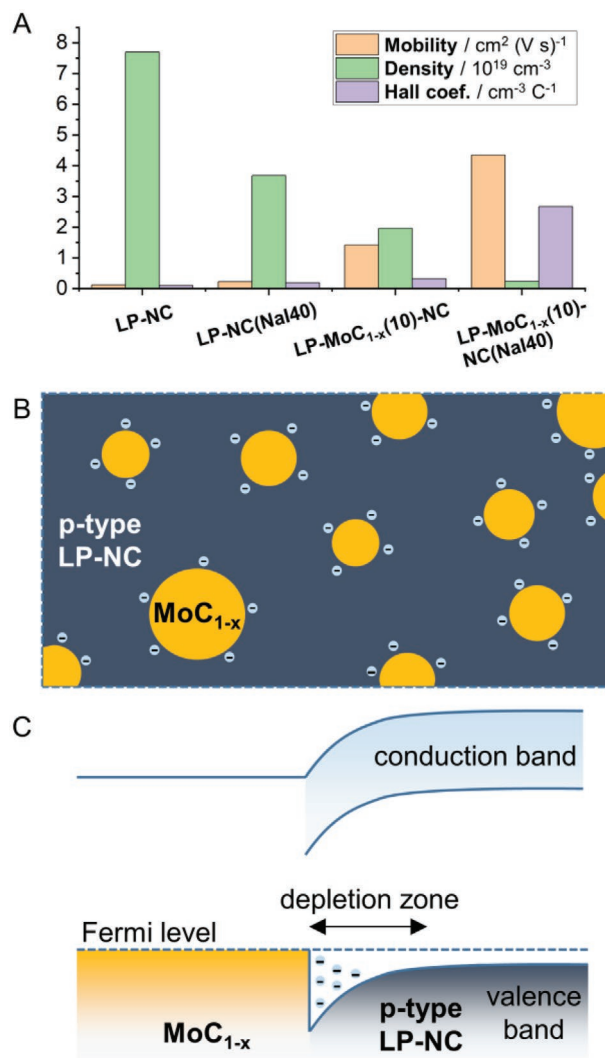 A
Mobility / cm² (V s)⁻¹
Density / 10¹⁹ cm⁻³
Hall coef. / cm⁻³ C⁻¹
8
7
6
5
4
3
2
1
0
LP-NC
LP-NC(NaI40)
LP-MoC₁₋ₓ(10)-NC
LP-MoC₁₋ₓ(10)-
NC(NaI40)
B
p-type
LP-NC
MoC₁₋ₓ
C
conduction band
depletion zone
Fermi level
MoC₁₋ₓ
p-type
LP-NC
valence
band